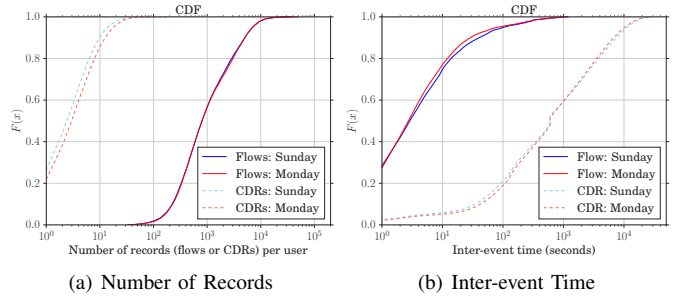 CDF
1.0
0.8
0.6
0.4
0.2
0.0
F(x)
Flows: Sunday
Flows: Monday
CDRs: Sunday
CDRs: Monday
10^0
10^1
10^2
10^3
10^4
10^5
Number of records (flows or CDRs) per user
(a) Number of Records
CDF
1.0
0.8
0.6
0.4
0.2
0.0
F(x)
Flow: Sunday
Flow: Monday
CDR: Sunday
CDR: Monday
10^0
10^1
10^2
10^3
10^4
Inter-event time (seconds)
(b) Inter-event Time